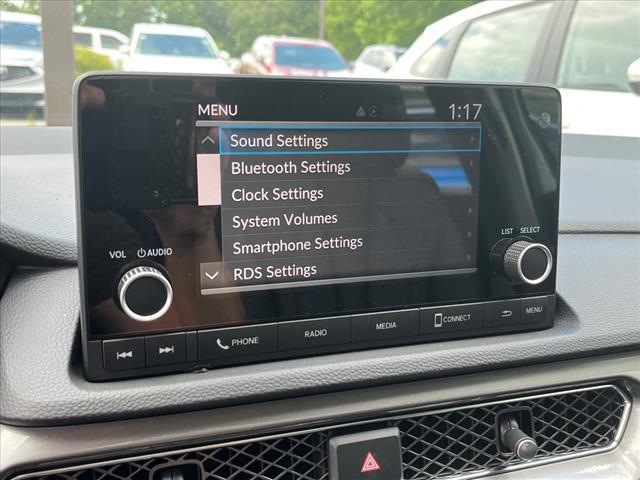 MENU 1:17
Sound Settings
Bluetooth Settings
Clock Settings
System Volumes
Smartphone Settings
RDS Settings
VOL AUDIO
LIST SELECT
PHONE RADIO MEDIA CONNECT MENU